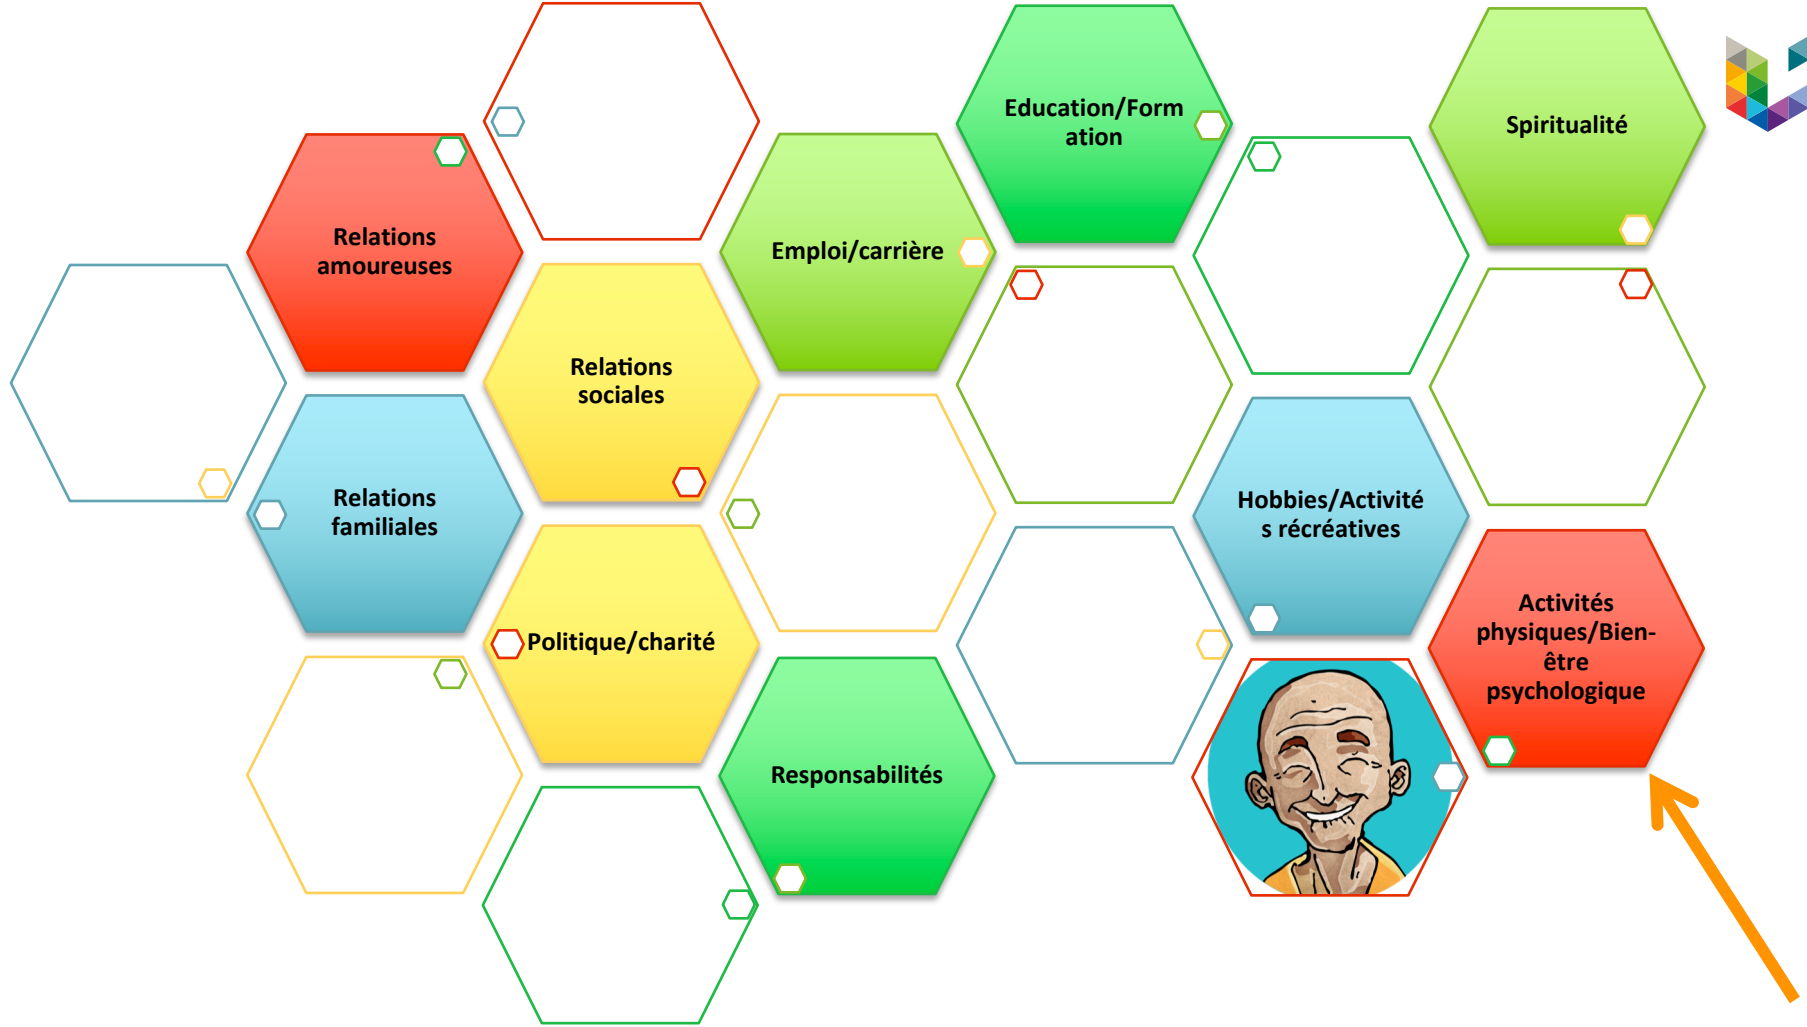 Education/Form
ation
Spiritualité
Relations
amoureuses
Emploi/carrière
Relations
sociales
Relations
familiales
Hobbies/Activité
s récréatives
Activités
physiques/Bien-
être
psychologique
Politique/charité
Responsabilités